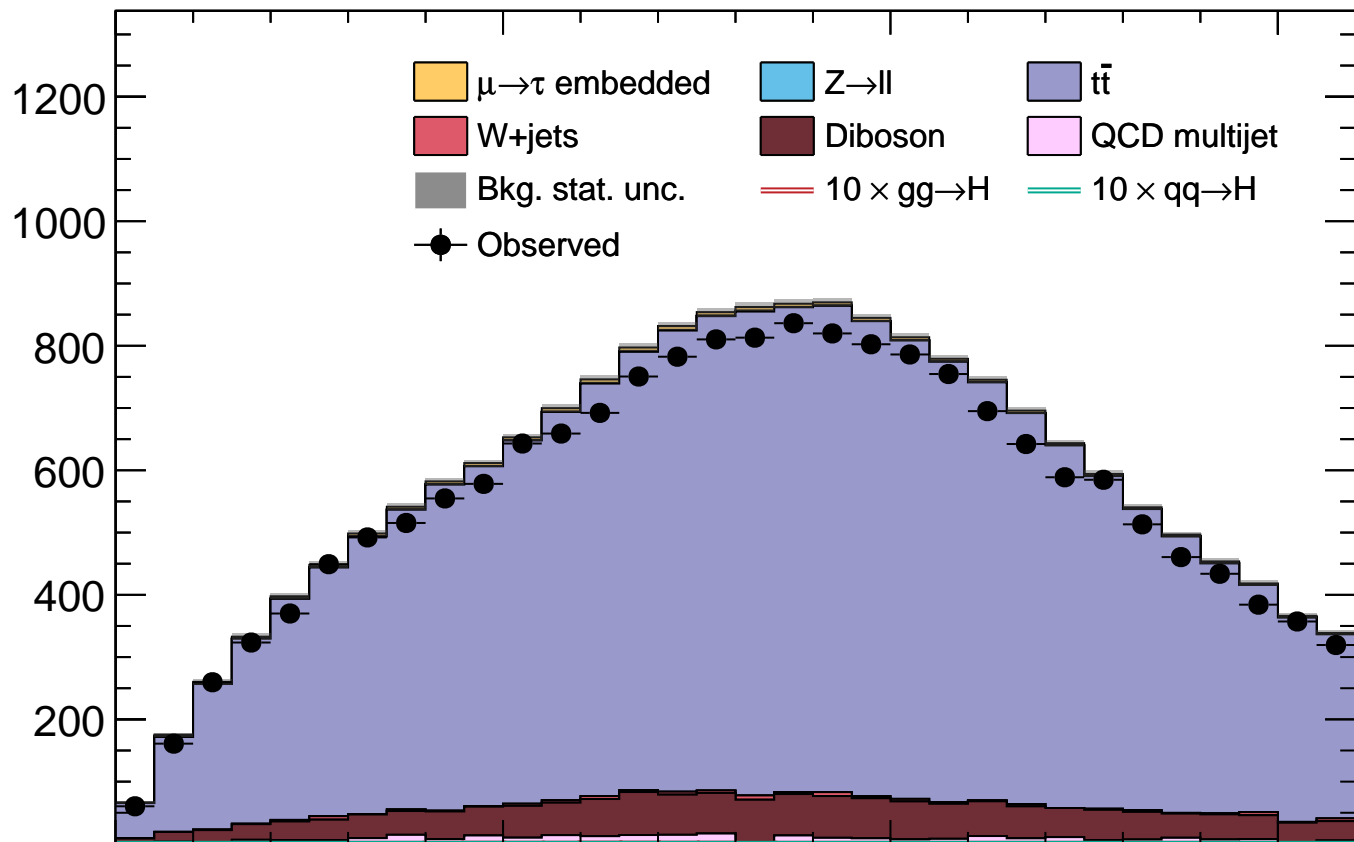 1200
1000
800
600
400
200
μ→τ embedded Z→ll tt̄
W+jets Diboson QCD multijet
Bkg. stat. unc. 10 × gg→H 10 × qq→H
Observed